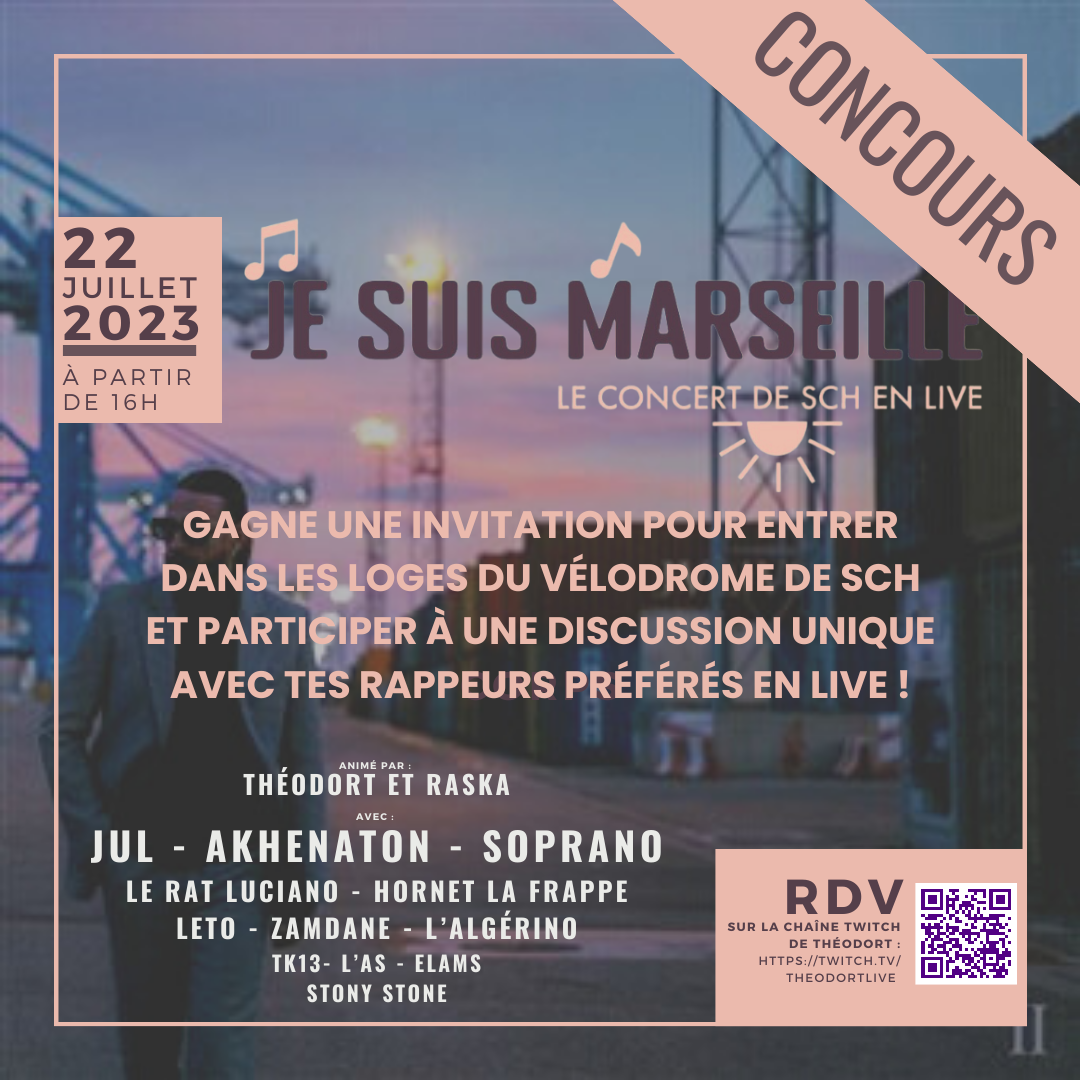 CONCOURS
22
JUILLET
2023
À PARTIR
DE 16H
JE SUIS MARSEILLE
LE CONCERT DE SCH EN LIVE
GAGNE UNE INVITATION POUR ENTRER
DANS LES LOGES DU VÉLODROME DE SCH
ET PARTICIPER À UNE DISCUSSION UNIQUE
AVEC TES RAPPEURS PRÉFÉRÉS EN LIVE !
ANIMÉ PAR :
THÉODORT ET RASKA
AVEC :
JUL - AKHENATON - SOPRANO
LE RAT LUCIANO - HORNET LA FRAPPE
LETO - ZAMDANE - L'ALGÉRINO
TK13- L'AS - ELAMS
STONY STONE
RDV
SUR LA CHAÎNE TWITCH
DE THÉODORT :
HTTPS://TWITCH.TV/
THEODORTLIVE
II